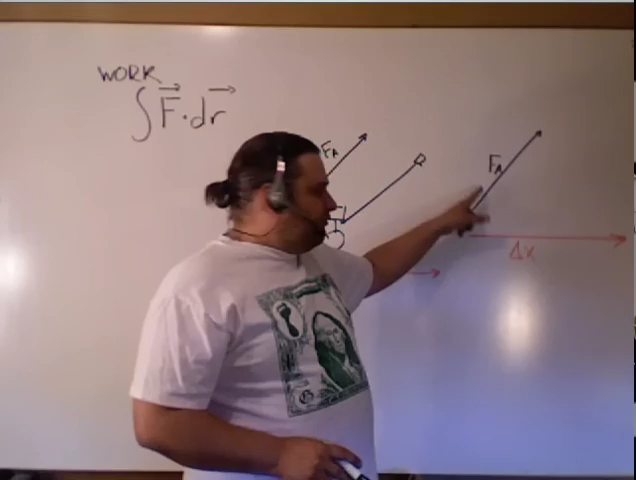 WORK
∫F⃗·dr⃗
F_A
F_A
Δx